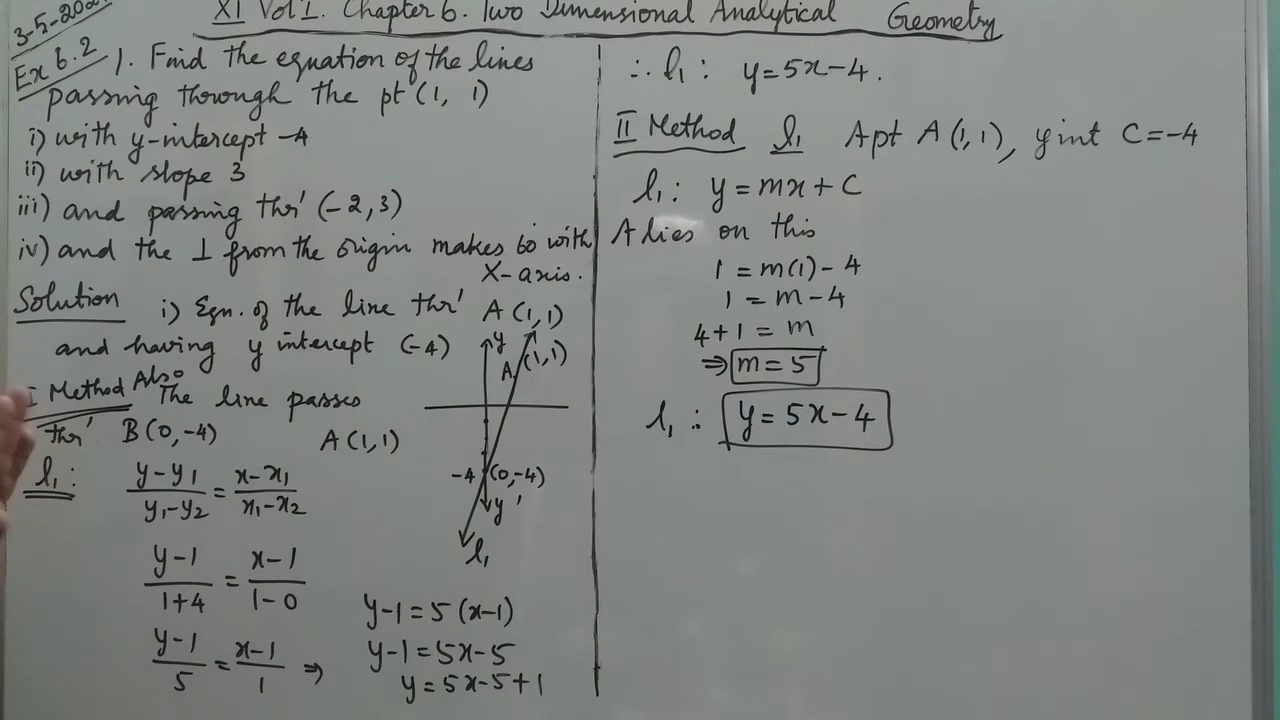 XI Vol I. Chapter 6. Two Dimensional Analytical Geometry
Ex 6.2
1. Find the equation of the lines
passing through the pt (1, 1)
i) with y-intercept -4
ii) with slope 3
iii) and passing thr' (-2, 3)
iv) and the ⊥ from the origin makes 60 with
X-axis.
Solution i) Eqn. of the line thr' A (1, 1)
and having y intercept (-4)
I Method Also The line passes
thr' B(0, -4) A(1, 1)
l₁ :
y-y₁/y₁-y₂ = x-x₁/x₁-x₂
y-1/1+4 = x-1/1-0
y-1/5 = x-1/1 ⇒
y-1 = 5 (x-1)
y-1 = 5x-5
y = 5x-5+1
y
A (1, 1)
-4 (0, -4)
y'
l₁
∴ l₁ : y = 5x-4.
II Method l₁ A pt A(1, 1), y int C = -4
l₁ : y = mx + C
A lies on this
1 = m(1) - 4
1 = m - 4
4+1 = m
⇒ m = 5
l₁ : y = 5x-4